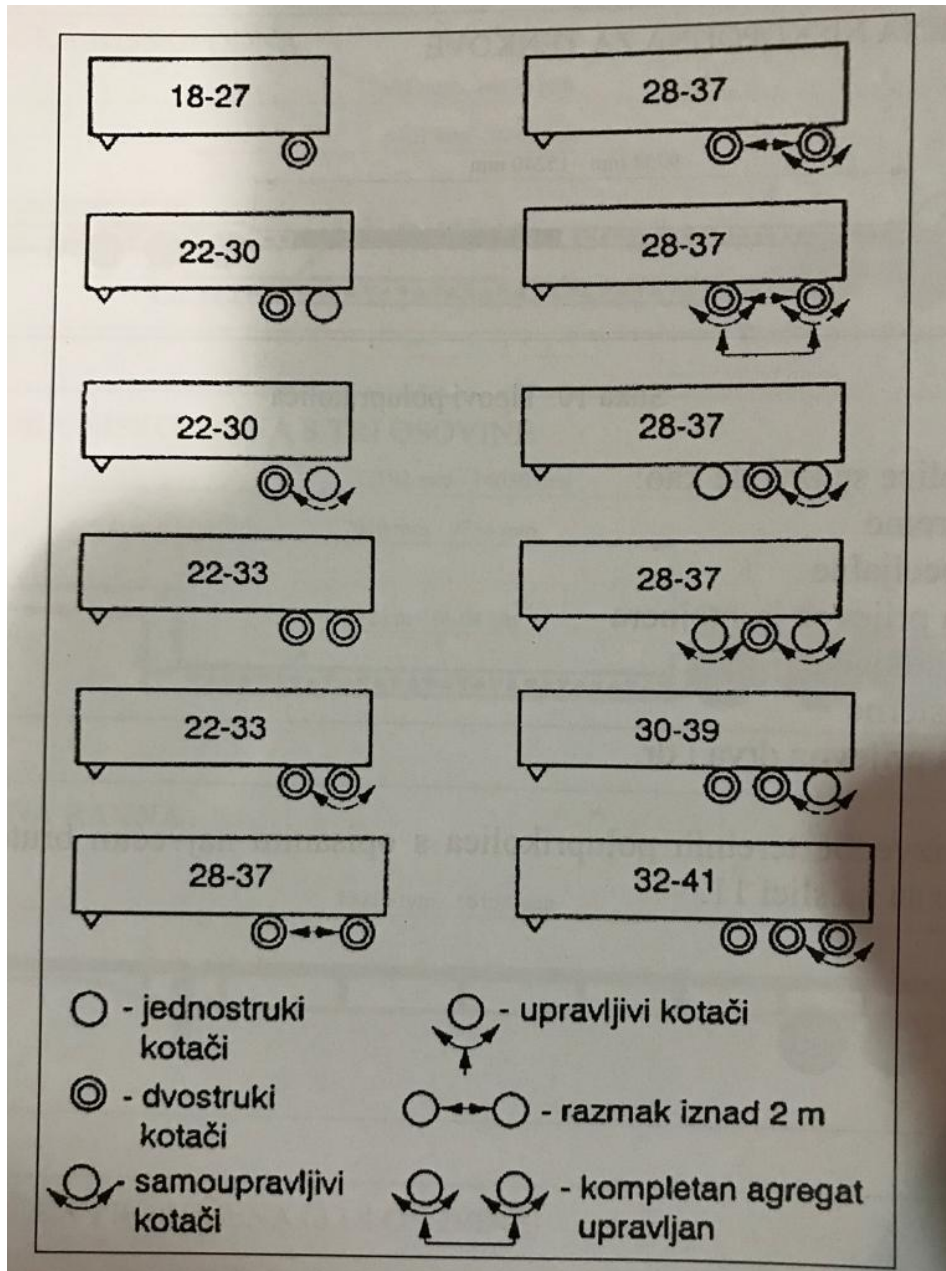 18-27
28-37
22-30
28-37
22-30
28-37
22-33
28-37
22-33
30-39
28-37
32-41
- jednostruki
kotači
- upravljivi kotači
- dvostruki
kotači
- razmak iznad 2 m
- samoupravljivi
kotači
- kompletan agregat
upravljan